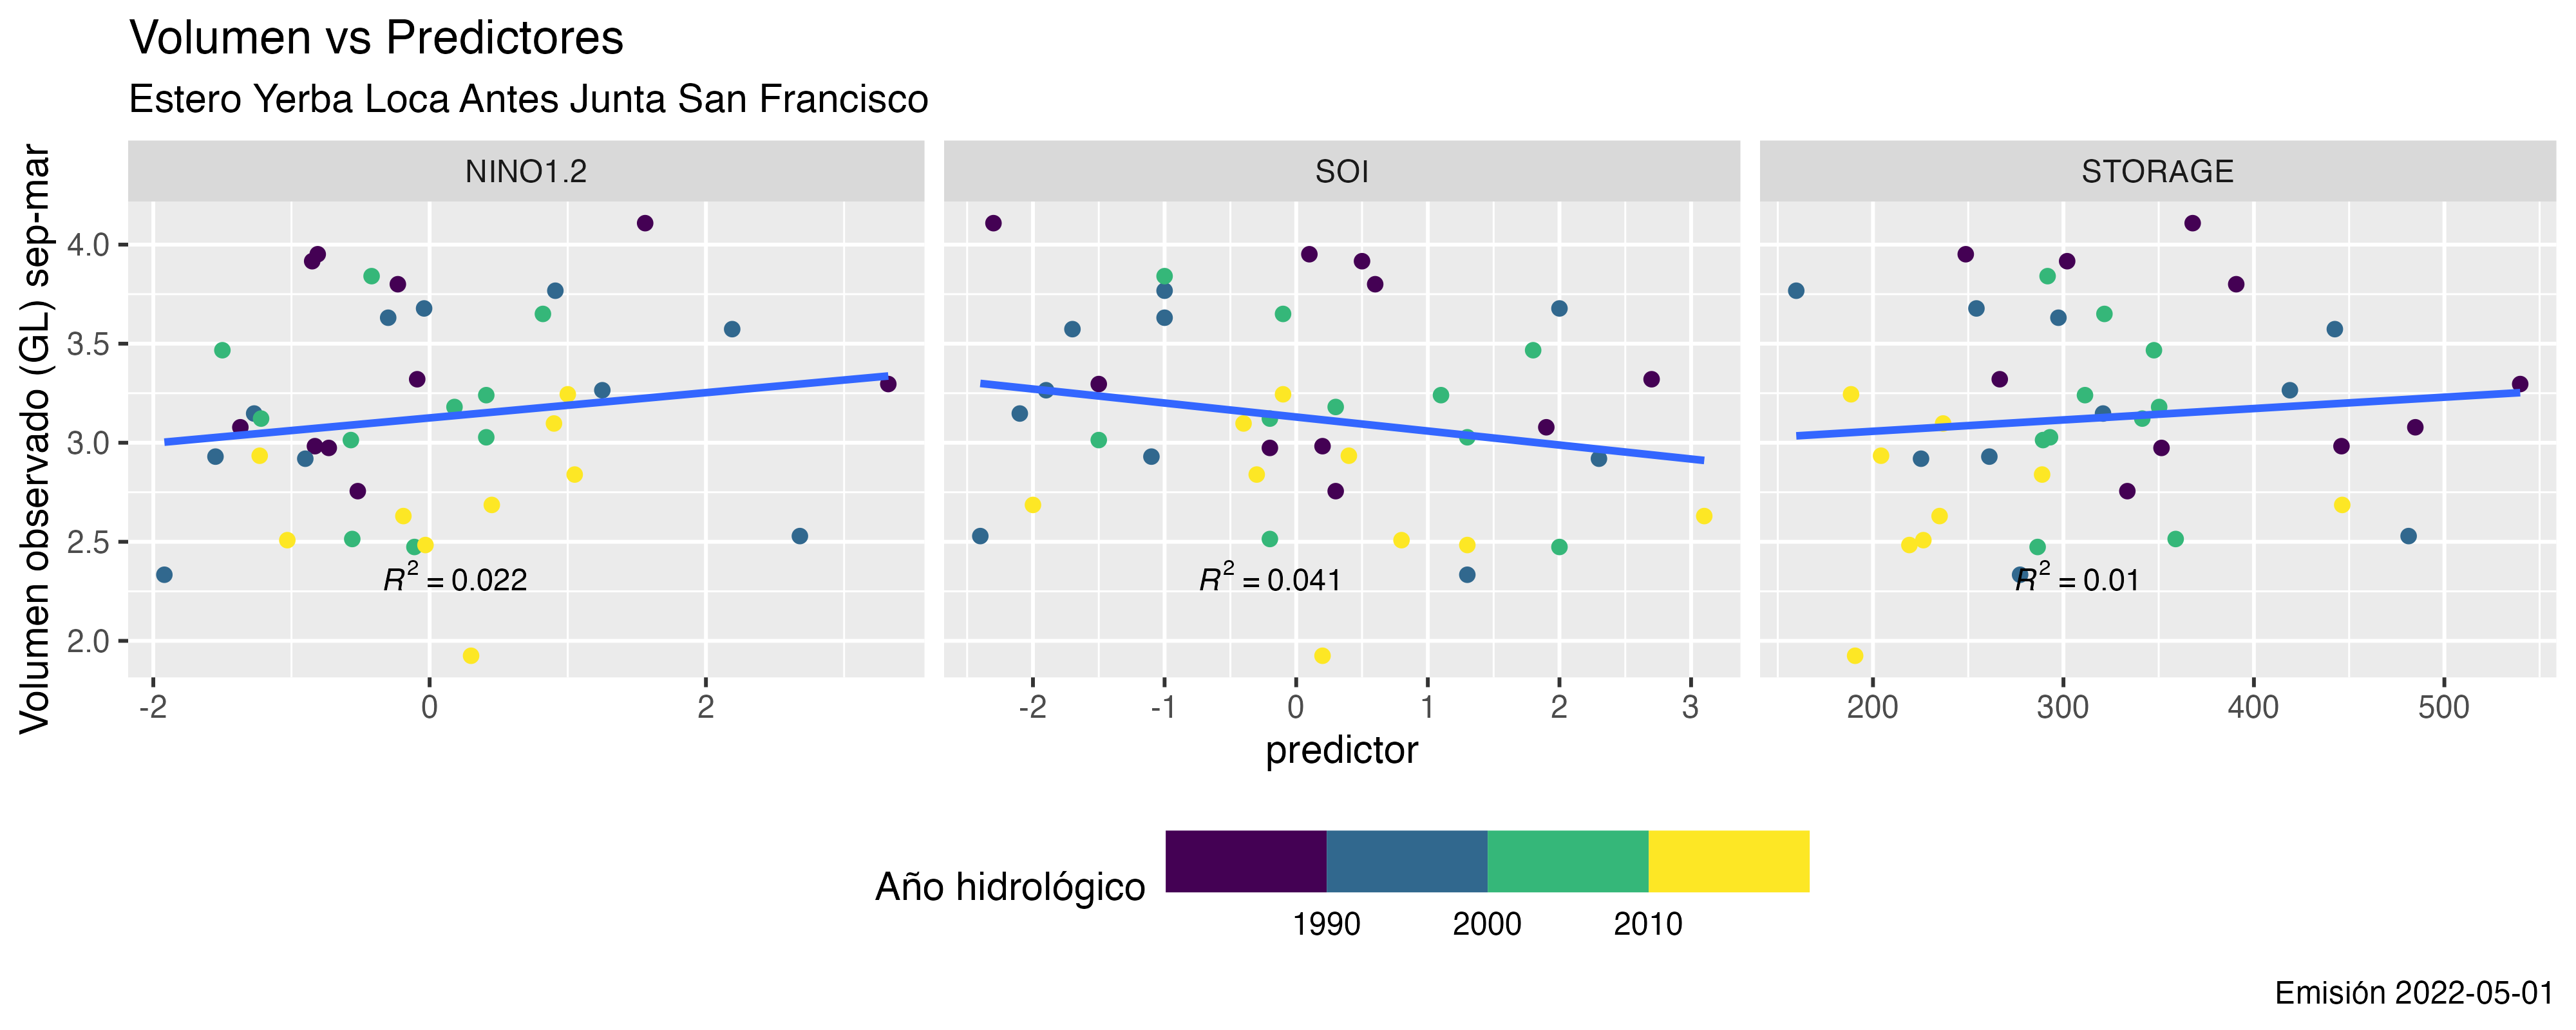 Volumen vs Predictores
Estero Yerba Loca Antes Junta San Francisco
Volumen observado (GL) sep-mar
NINO1.2
SOI
STORAGE
4.0
3.5
3.0
2.5
2.0
R² = 0.022
R² = 0.041
R² = 0.01
-2 0 2
-2 -1 0 1 2 3
200 300 400 500
predictor
Año hidrológico
1990 2000 2010
Emisión 2022-05-01